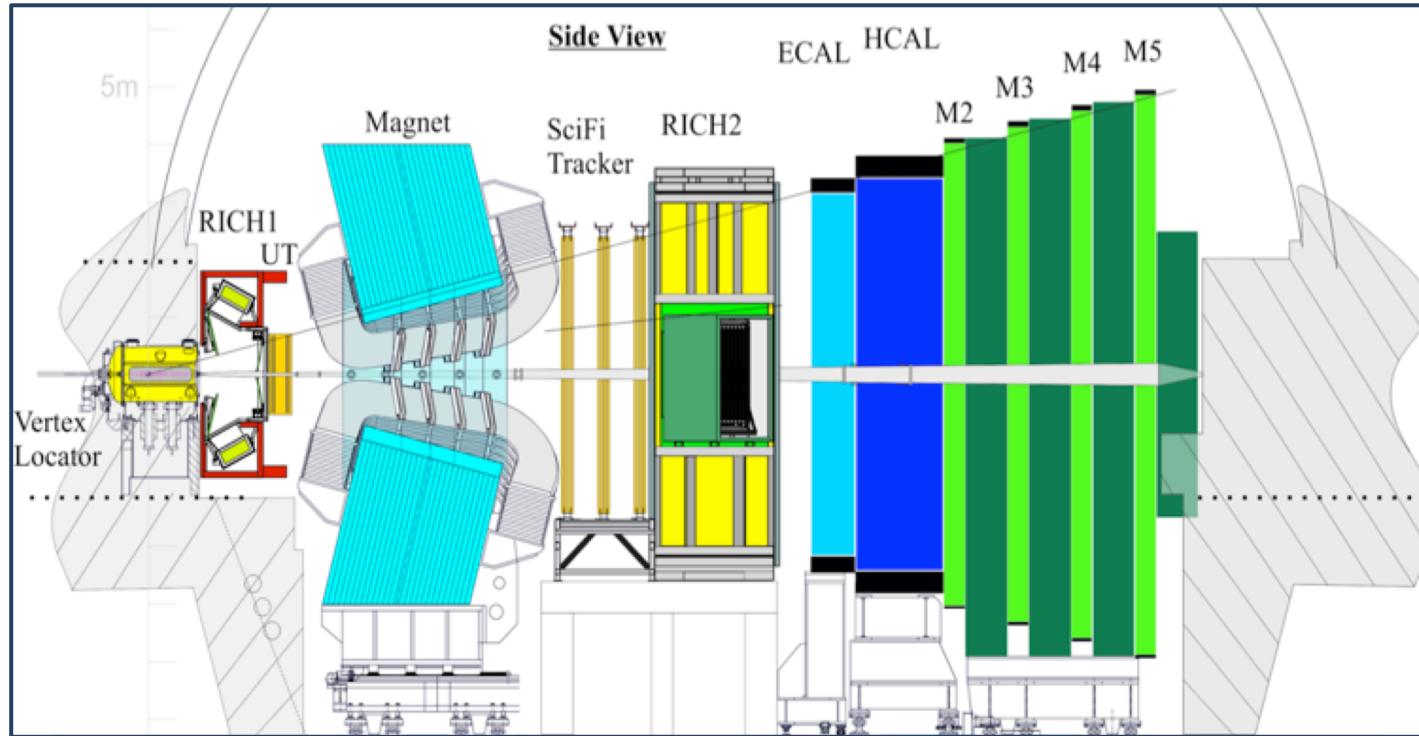 Side View
ECAL
HCAL
M5
M4
M3
M2
5m
Magnet
SciFi
Tracker
RICH2
RICH1
UT
Vertex
Locator